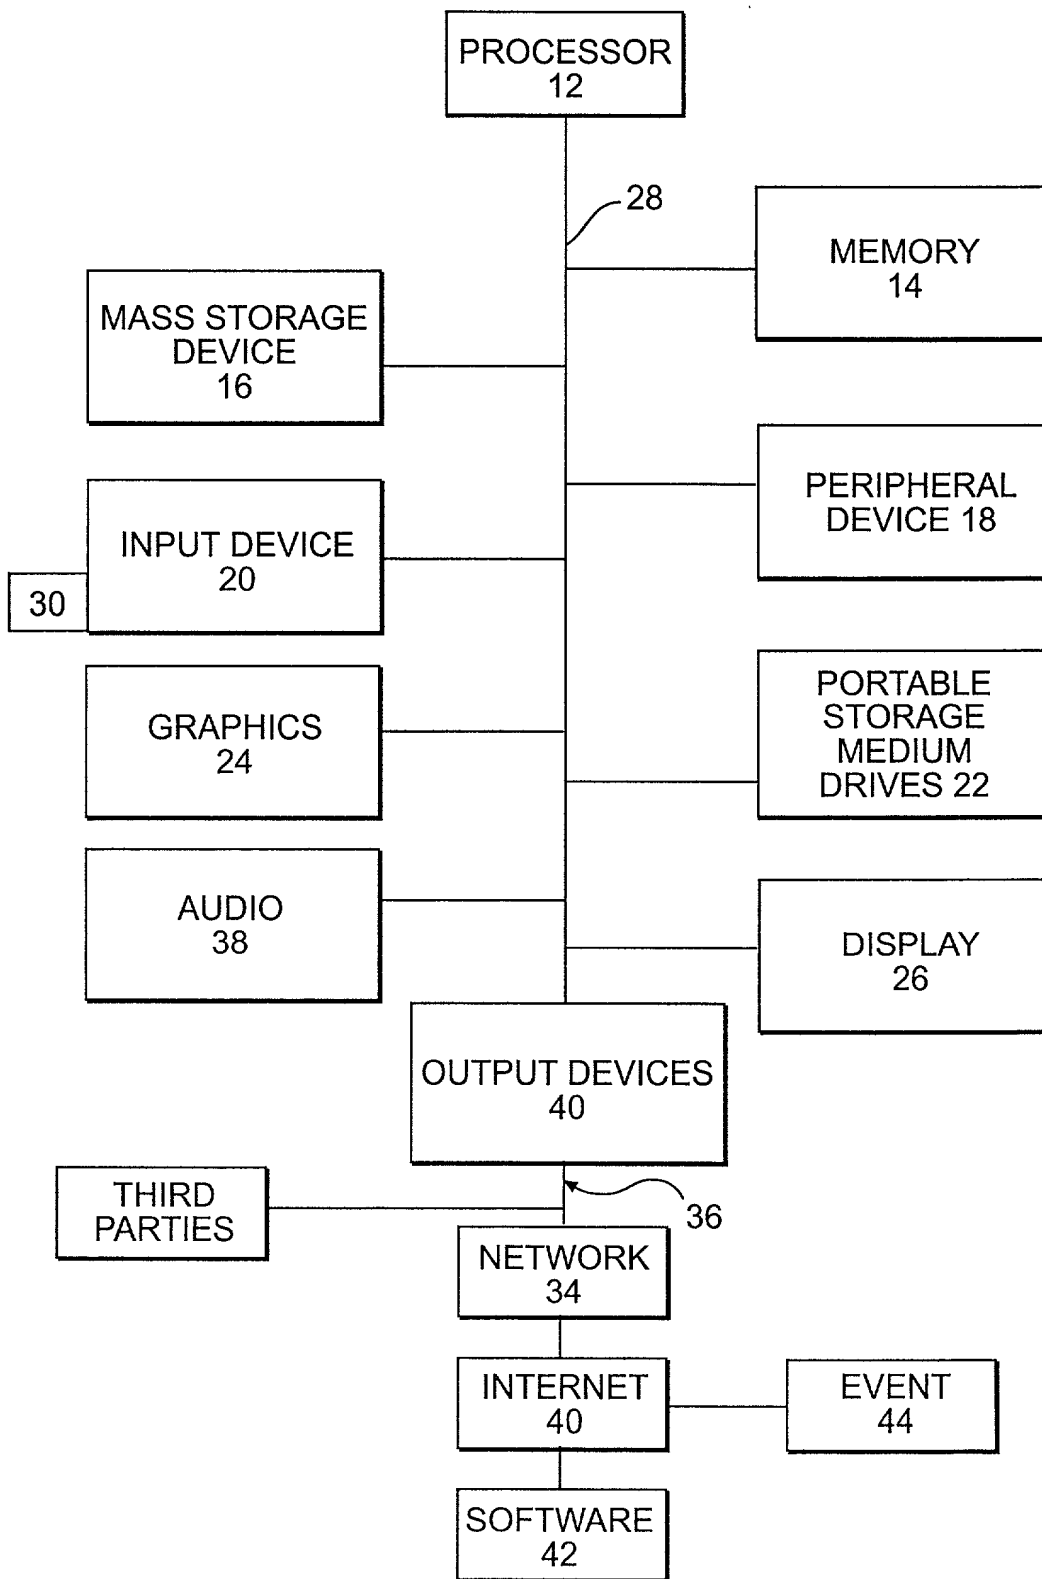 PROCESSOR
12
28
MEMORY
14
MASS STORAGE
DEVICE
16
PERIPHERAL
DEVICE 18
INPUT DEVICE
20
30
PORTABLE
STORAGE
MEDIUM
DRIVES 22
GRAPHICS
24
AUDIO
38
DISPLAY
26
OUTPUT DEVICES
40
THIRD
PARTIES
36
NETWORK
34
INTERNET
40
EVENT
44
SOFTWARE
42